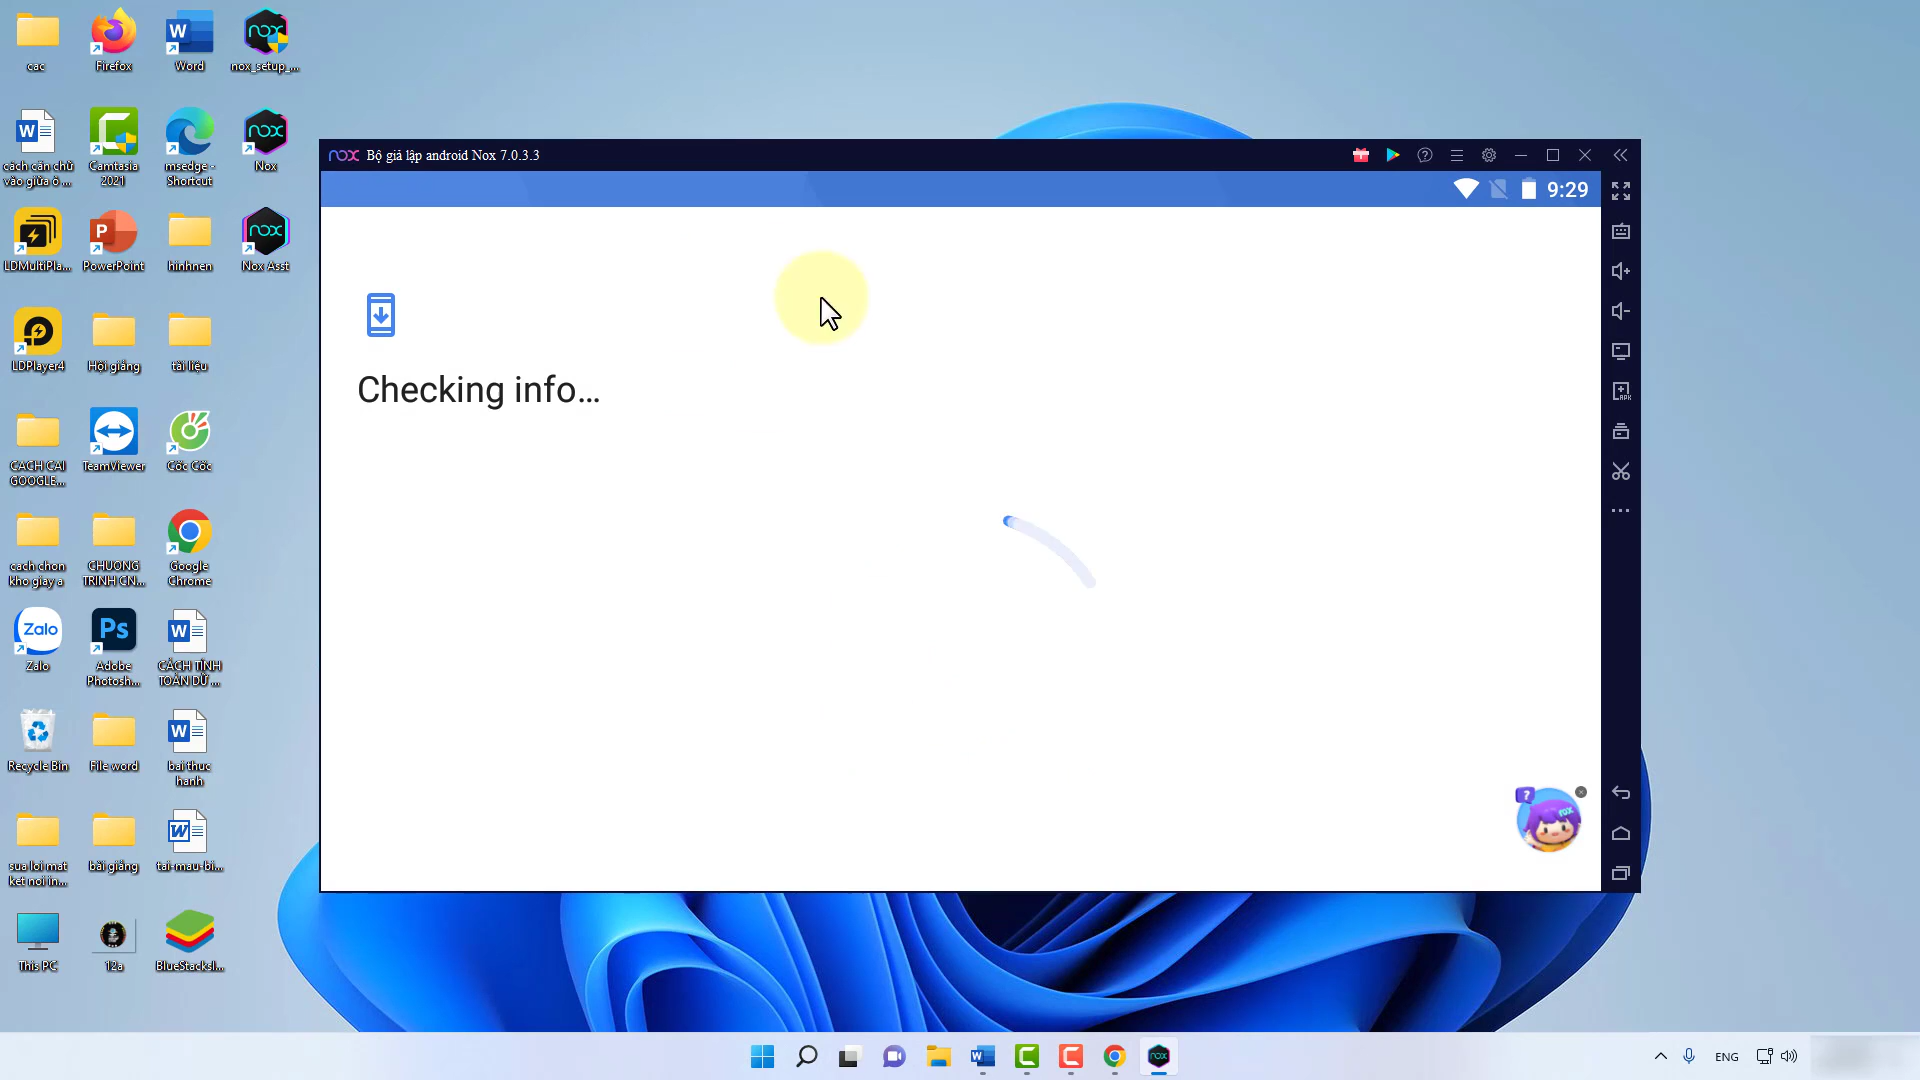 cac
Firefox
Word
nox_setup_...
cách căn chữ
vào giữa ô ...
Camtasia
2021
msedge -
Shortcut
Nox
LDMultiPla...
PowerPoint
hinhnen
Nox Asst
LDPlayer4
Hội giảng
tài liệu
CACH CAI
GOOGLE...
TeamViewer
Cốc Cốc
cach chon
kho giay a
CHUONG
TRINH CN...
Google
Chrome
Zalo
Zalo
Ps
Adobe
Photosh...
CÁCH TÍNH
TOÁN DỮ ...
Recycle Bin
File word
bai thuc
hanh
sua loi mat
ket noi in...
bài giảng
tai-mau-bi...
This PC
12a
BlueStacksI...
nox Bộ giả lập android Nox 7.0.3.3
9:29
Checking info...
ENG